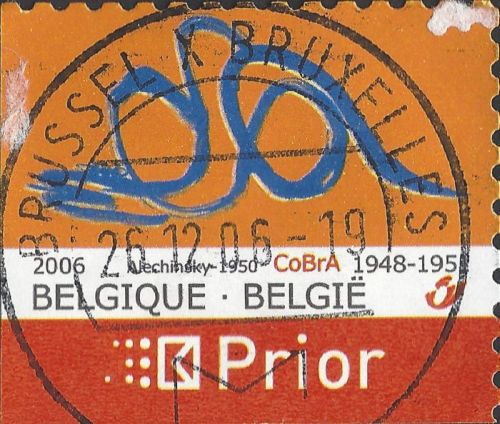 BRUSSEL X BRUXELLES
26.12.06-19
2006 Alechinsky-1950 CoBrA 1948-195
BELGIQUE · BELGIË
Prior